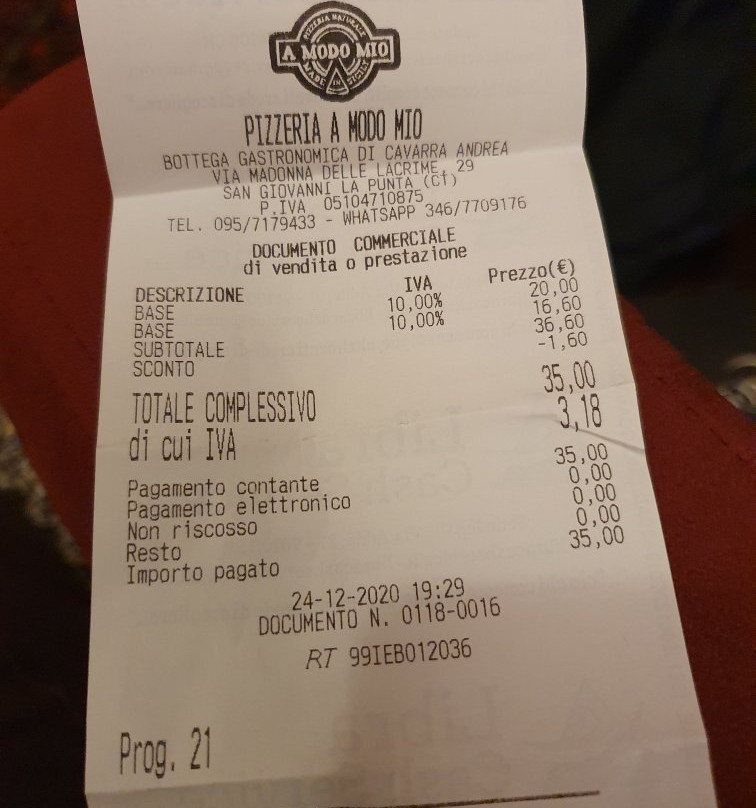 PIZZERIA NATURALE
A MODO MIO
MADE IN SICILY
PIZZERIA A MODO MIO
BOTTEGA GASTRONOMICA DI CAVARRA ANDREA
VIA MADONNA DELLE LACRIME, 29
SAN GIOVANNI LA PUNTA (Ct)
P.IVA 05104710875
TEL. 095/7179433 - WHATSAPP 346/7709176
DOCUMENTO COMMERCIALE
di vendita o prestazione
DESCRIZIONE IVA Prezzo(€)
BASE 10,00% 20,00
BASE 10,00% 16,60
SUBTOTALE 36,60
SCONTO -1,60
TOTALE COMPLESSIVO 35,00
di cui IVA 3,18
Pagamento contante 35,00
Pagamento elettronico 0,00
Non riscosso 0,00
Resto 0,00
Importo pagato 35,00
24-12-2020 19:29
DOCUMENTO N. 0118-0016
RT 99IEB012036
Prog. 21